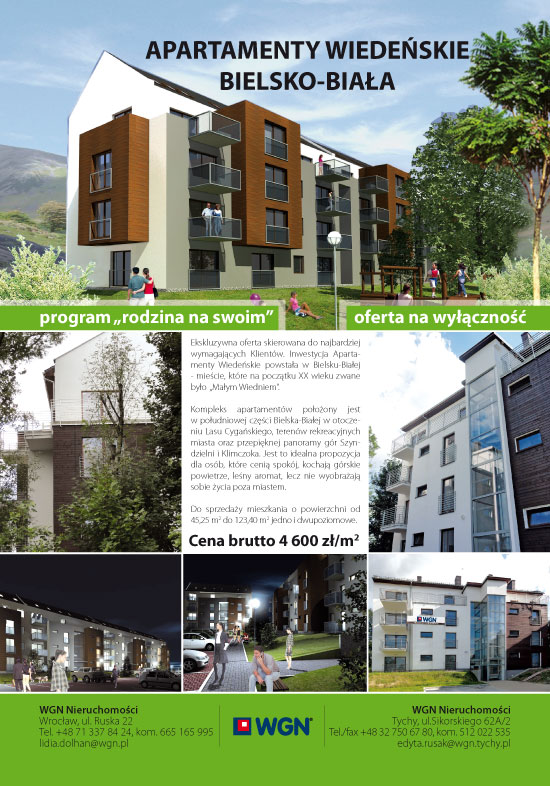 APARTAMENTY WIEDEŃSKIE
BIELSKO-BIAŁA
program „rodzina na swoim”
oferta na wyłączność
Ekskluzywna oferta skierowana do najbardziej
wymagających Klientów. Inwestycja Aparta-
menty Wiedeńskie powstała w Bielsku-Białej
- mieście, które na początku XX wieku zwane
było „Małym Wiedniem”.
Kompleks apartamentów położony jest
w południowej części Bielska-Białej w otocze-
niu Lasu Cygańskiego, terenów rekreacyjnych
miasta oraz przepięknej panoramy gór Szyn-
dzielni i Klimczoka. Jest to idealna propozycja
dla osób, które cenią spokój, kochają górskie
powietrze, leśny aromat, lecz nie wyobrażają
sobie życia poza miastem.
Do sprzedaży mieszkania o powierzchni od
45,25 m² do 123,40 m² jedno i dwupoziomowe.
Cena brutto 4 600 zł/m²
WGN
WGN Nieruchomości
Wrocław, ul. Ruska 22
Tel. +48 71 337 84 24, kom. 665 165 995
lidia.dolhan@wgn.pl
WGN
WGN Nieruchomości
Tychy, ul.Sikorskiego 62A/2
Tel./fax +48 32 750 67 80, kom. 512 022 535
edyta.rusak@wgn.tychy.pl